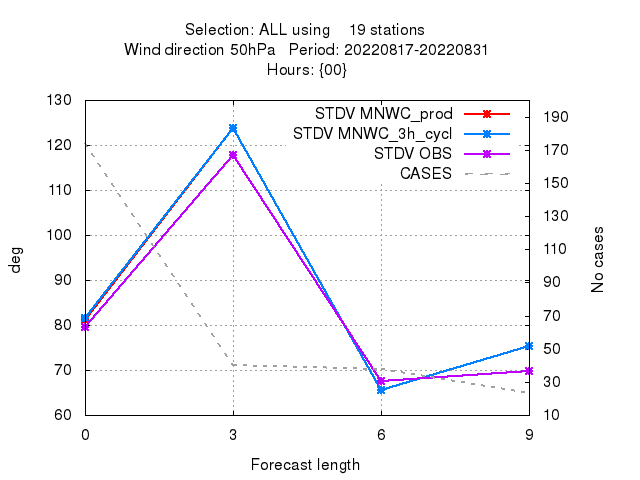 Selection: ALL using    19 stations
Wind direction 50hPa   Period: 20220817-20220831
Hours: {00}
130
120
110
100
90
80
70
60
190
170
150
130
110
90
70
50
30
10
STDV MNWC_prod
STDV MNWC_3h_cycl
STDV OBS
CASES
deg
No cases
0 3 6 9
Forecast length